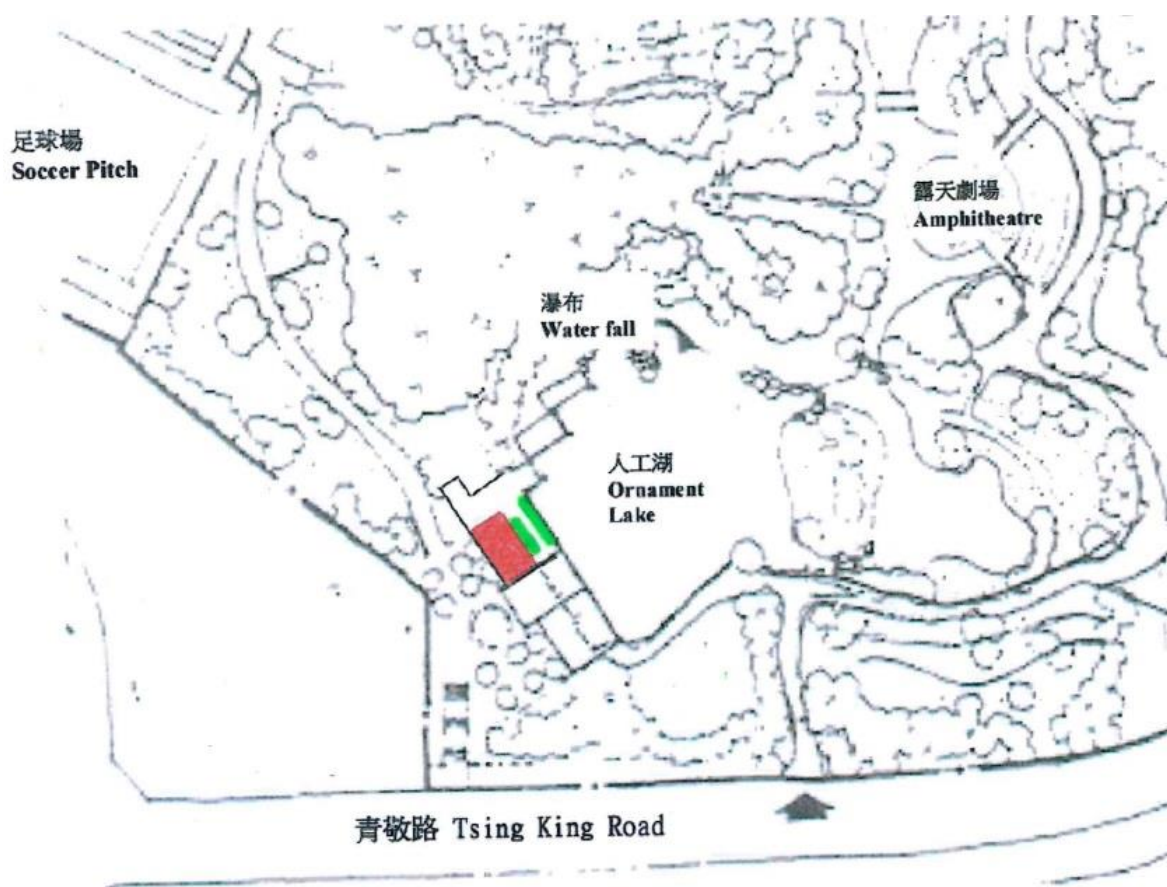 足球場
Soccer Pitch
露天劇場
Amphitheatre
瀑布
Water fall
人工湖
Ornament
Lake
青敬路 Tsing King Road